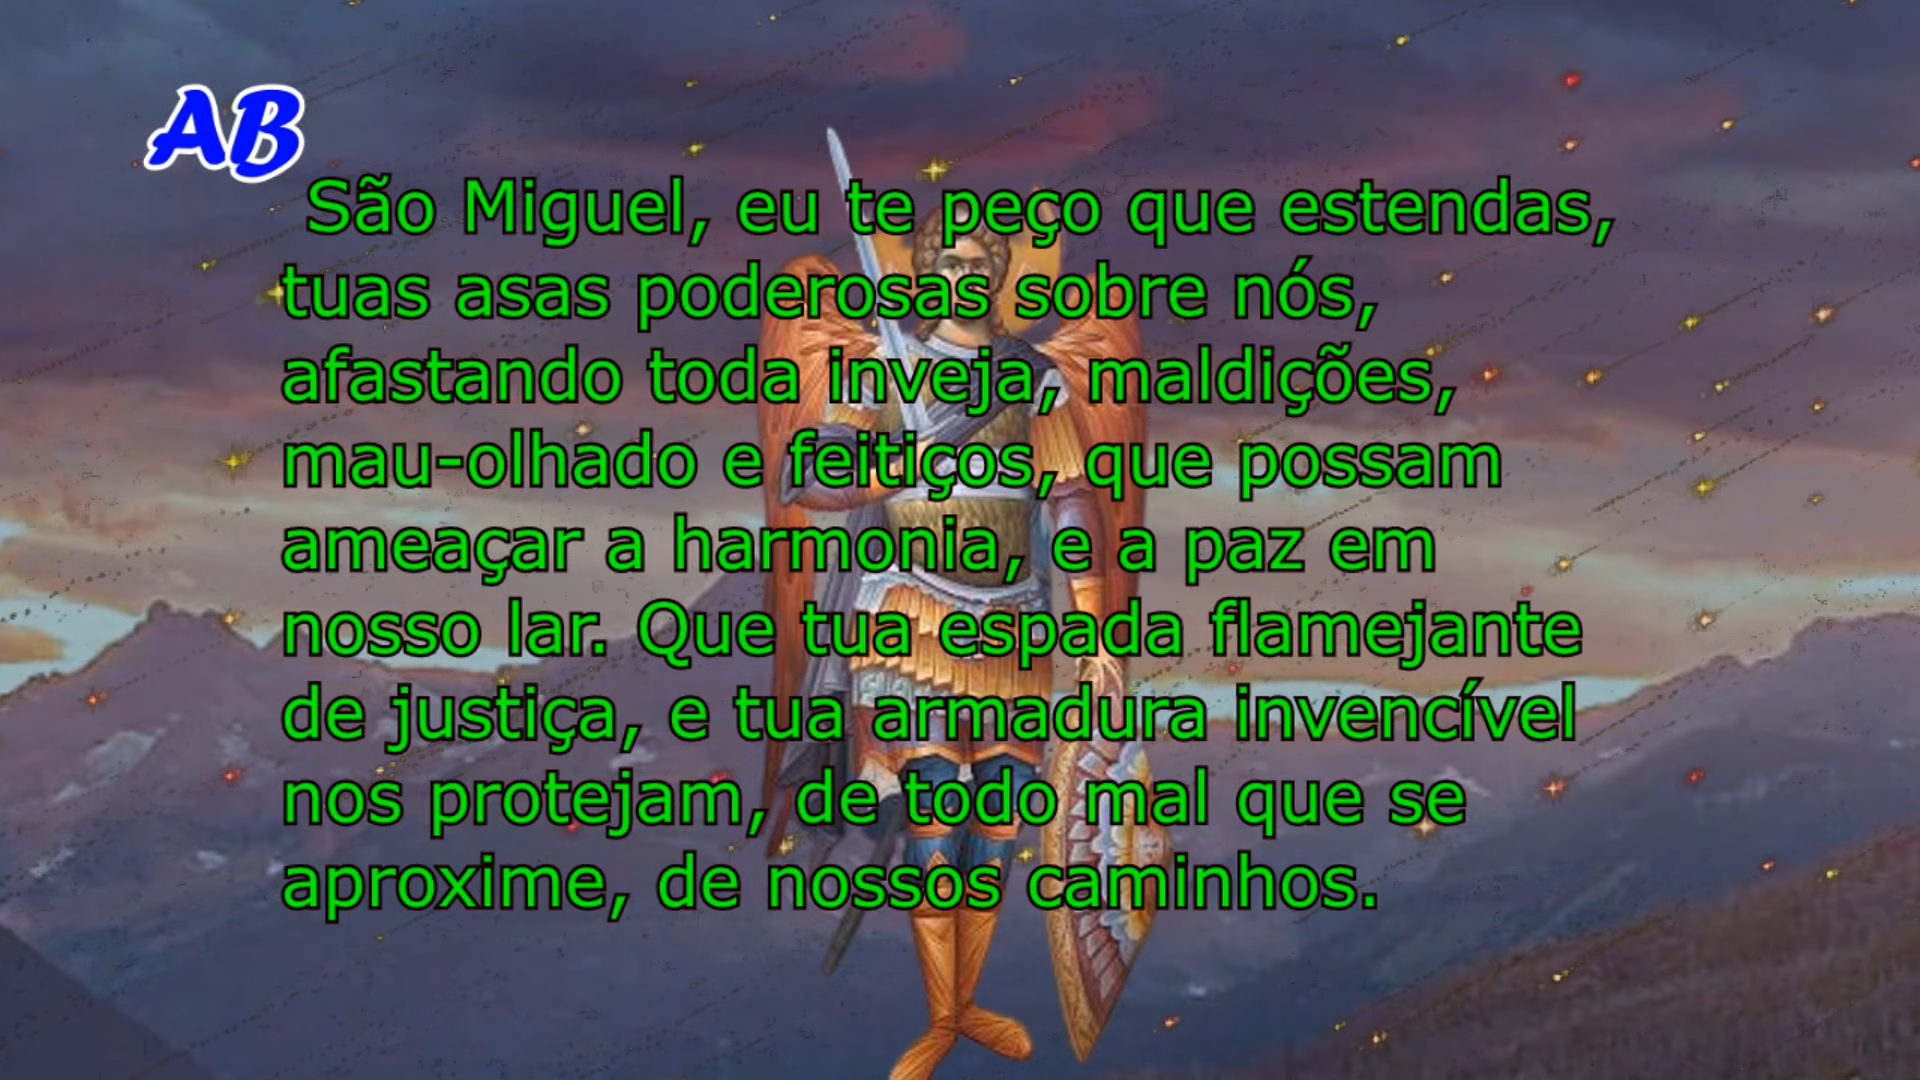 AB
São Miguel, eu te peço que estendas,
tuas asas poderosas sobre nós,
afastando toda inveja, maldições,
mau-olhado e feitiços, que possam
ameaçar a harmonia, e a paz em
nosso lar. Que tua espada flamejante
de justiça, e tua armadura invencível
nos protejam, de todo mal que se
aproxime, de nossos caminhos.